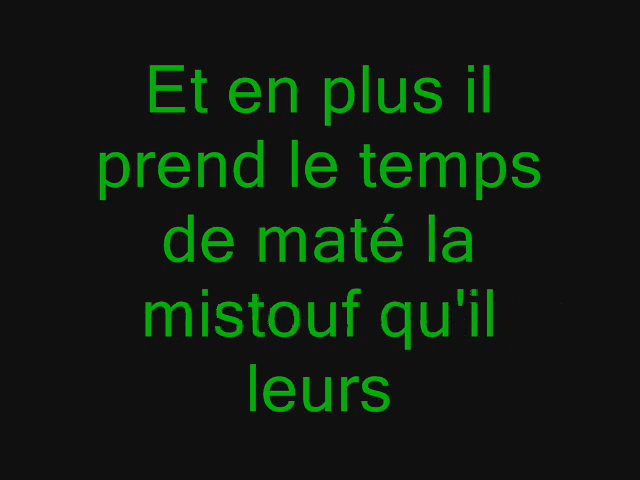 Et en plus il
prend le temps
de maté la
mistouf qu'il
leurs